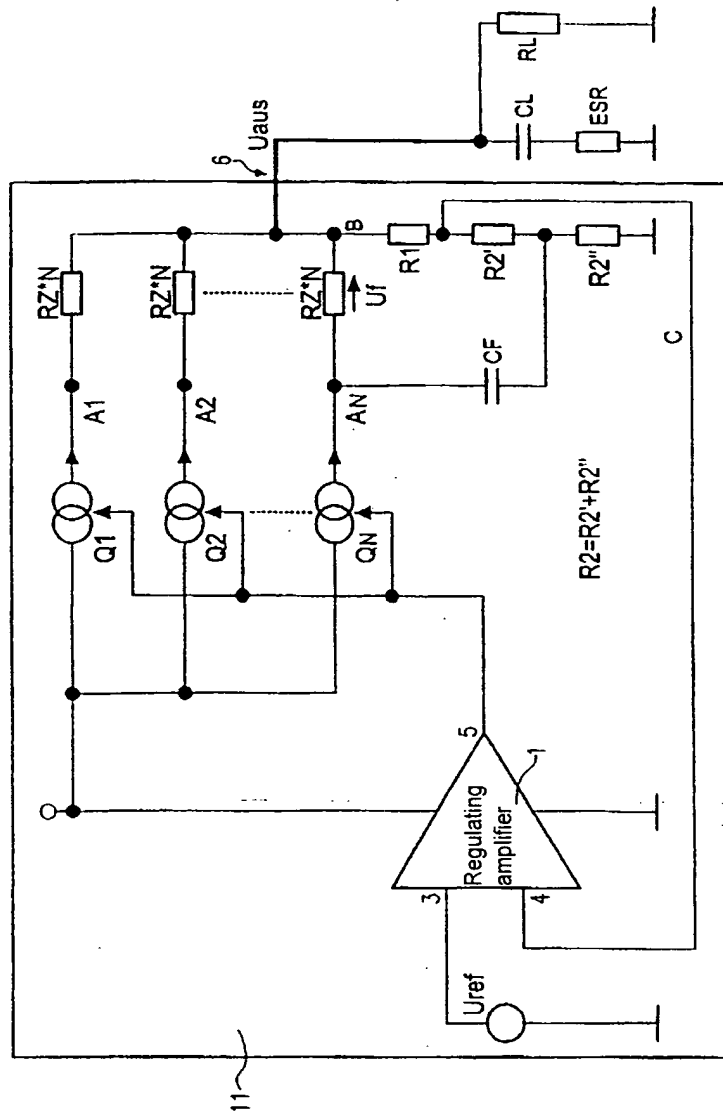 11
Uref
3
4
Regulating
amplifier
1
5
Q1
Q2
QN
A1
A2
AN
RZ*N
RZ*N
RZ*N
Uf
CF
B
R1
R2'
R2"
C
R2=R2'+R2"
6
Uaus
CL
ESR
RL